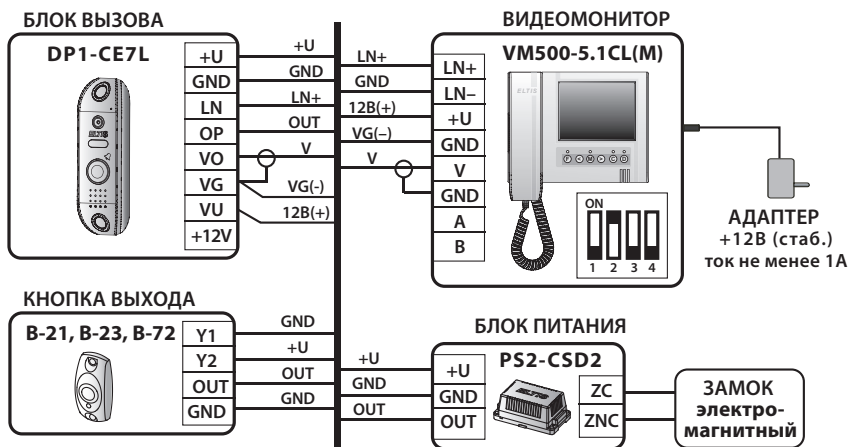 БЛОК ВЫЗОВА
DP1-CE7L
ELTIS
+U
GND
LN
OP
VO
VG
VU
+12V
+U
GND
LN+
OUT
V
VG(-)
12В(+)
LN+
GND
12В(+)
VG(–)
V
ВИДЕОМОНИТОР
VM500-5.1CL(M)
LN+
LN–
+U
GND
V
GND
A
B
ELTIS
ON
1 2 3 4
АДАПТЕР
+12В (стаб.)
ток не менее 1А
КНОПКА ВЫХОДА
B-21, B-23, B-72
Y1
Y2
OUT
GND
GND
+U
OUT
GND
+U
GND
OUT
БЛОК ПИТАНИЯ
PS2-CSD2
+U
GND
OUT
ZC
ZNC
ЗАМОК
электро-
магнитный